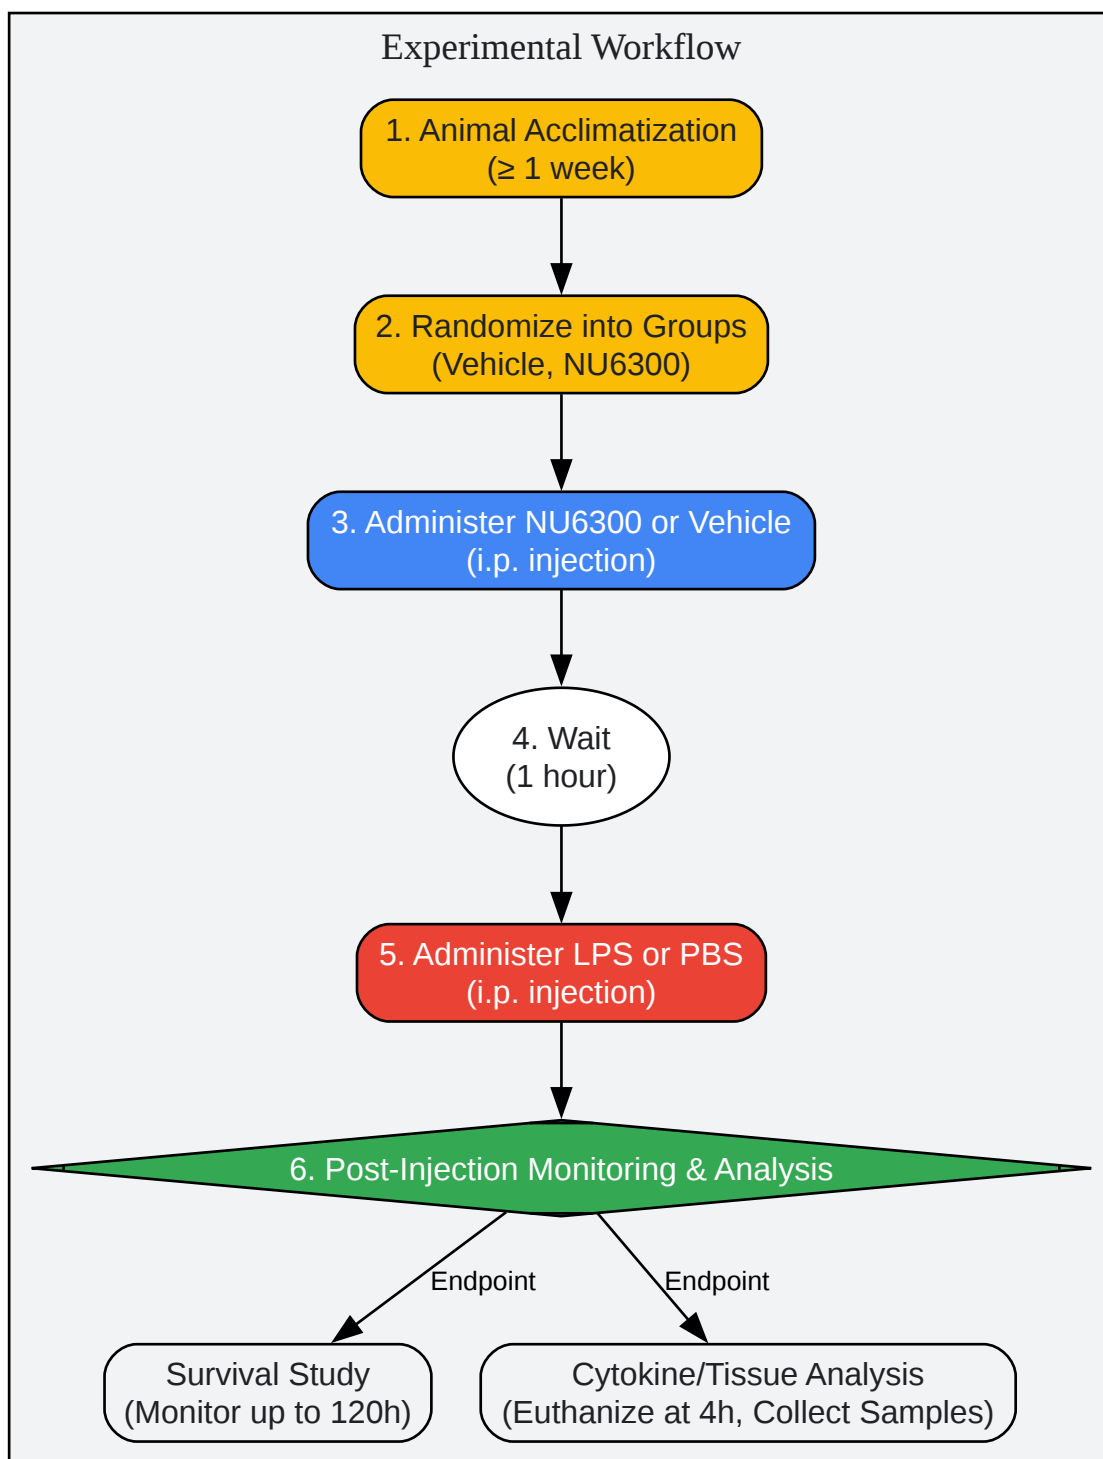 Experimental Workflow
1. Animal Acclimatization
(≥ 1 week)
2. Randomize into Groups
(Vehicle, NU6300)
3. Administer NU6300 or Vehicle
(i.p. injection)
4. Wait
(1 hour)
5. Administer LPS or PBS
(i.p. injection)
6. Post-Injection Monitoring & Analysis
Endpoint
Endpoint
Survival Study
(Monitor up to 120h)
Cytokine/Tissue Analysis
(Euthanize at 4h, Collect Samples)